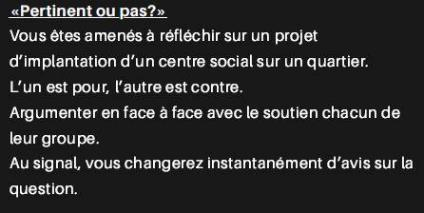 «Pertinent ou pas?»
Vous êtes amenés à réfléchir sur un projet
d’implantation d’un centre social sur un quartier.
L’un est pour, l’autre est contre.
Argumenter en face à face avec le soutien chacun de
leur groupe.
Au signal, vous changerez instantanément d’avis sur la
question.